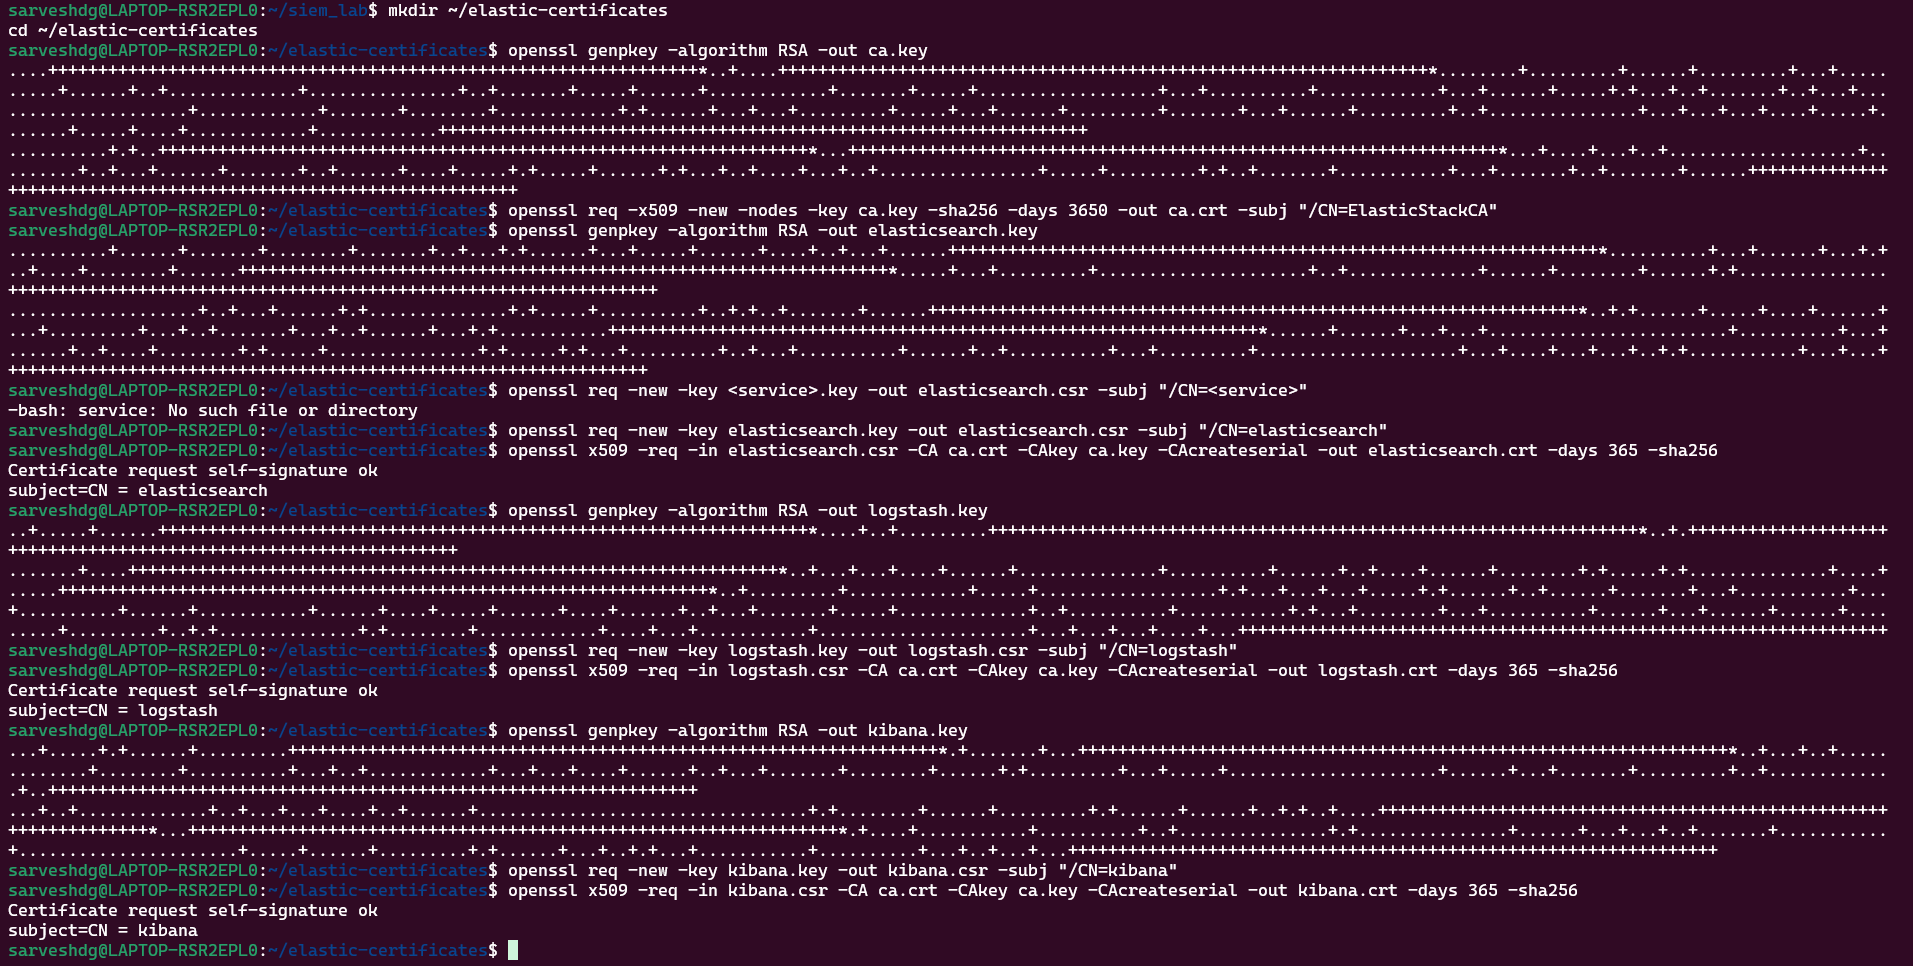 sarveshdg@LAPTOP-RSR2EPL0:~/siem_lab$ mkdir ~/elastic-certificates
cd ~/elastic-certificates
sarveshdg@LAPTOP-RSR2EPL0:~/elastic-certificates$ openssl genpkey -algorithm RSA -out ca.key
sarveshdg@LAPTOP-RSR2EPL0:~/elastic-certificates$ openssl req -x509 -new -nodes -key ca.key -sha256 -days 3650 -out ca.crt -subj "/CN=ElasticStackCA"
sarveshdg@LAPTOP-RSR2EPL0:~/elastic-certificates$ openssl genpkey -algorithm RSA -out elasticsearch.key
sarveshdg@LAPTOP-RSR2EPL0:~/elastic-certificates$ openssl req -new -key <service>.key -out elasticsearch.csr -subj "/CN=<service>"
-bash: service: No such file or directory
sarveshdg@LAPTOP-RSR2EPL0:~/elastic-certificates$ openssl req -new -key elasticsearch.key -out elasticsearch.csr -subj "/CN=elasticsearch"
sarveshdg@LAPTOP-RSR2EPL0:~/elastic-certificates$ openssl x509 -req -in elasticsearch.csr -CA ca.crt -CAkey ca.key -CAcreateserial -out elasticsearch.crt -days 365 -sha256
Certificate request self-signature ok
subject=CN = elasticsearch
sarveshdg@LAPTOP-RSR2EPL0:~/elastic-certificates$ openssl genpkey -algorithm RSA -out logstash.key
sarveshdg@LAPTOP-RSR2EPL0:~/elastic-certificates$ openssl req -new -key logstash.key -out logstash.csr -subj "/CN=logstash"
sarveshdg@LAPTOP-RSR2EPL0:~/elastic-certificates$ openssl x509 -req -in logstash.csr -CA ca.crt -CAkey ca.key -CAcreateserial -out logstash.crt -days 365 -sha256
Certificate request self-signature ok
subject=CN = logstash
sarveshdg@LAPTOP-RSR2EPL0:~/elastic-certificates$ openssl genpkey -algorithm RSA -out kibana.key
sarveshdg@LAPTOP-RSR2EPL0:~/elastic-certificates$ openssl req -new -key kibana.key -out kibana.csr -subj "/CN=kibana"
sarveshdg@LAPTOP-RSR2EPL0:~/elastic-certificates$ openssl x509 -req -in kibana.csr -CA ca.crt -CAkey ca.key -CAcreateserial -out kibana.crt -days 365 -sha256
Certificate request self-signature ok
subject=CN = kibana
sarveshdg@LAPTOP-RSR2EPL0:~/elastic-certificates$